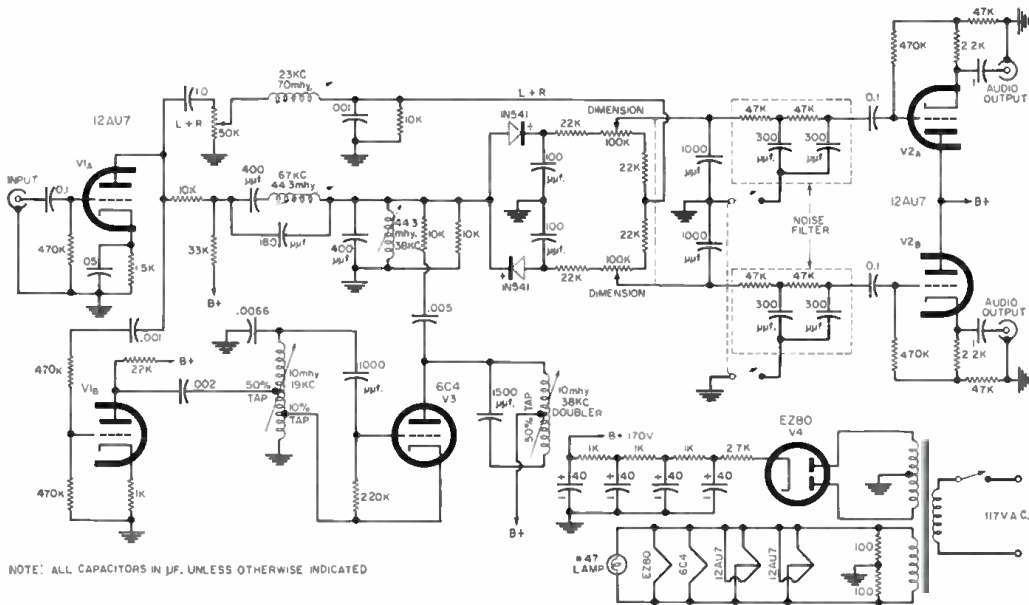 47K
470K
2.2K
AUDIO
OUTPUT
23KC
70mhy.
10
L + R
50K
.001
10K
L + R
12AU7
V1A
INPUT
0.1
470K
.05
1.5K
10K
33K
B+
400
μμf
67KC
44.3mhy
180 μμf
400
μμf.
44.3
mhy.
38KC
10K
10K
IN541
100
μμf.
100
μμf.
IN541
22K
DIMENSION
100K
22K
22K
22K
100K
DIMENSION
1000
μμf.
1000
μμf.
47K
47K
300
μμf.
300
μμf.
NOISE
FILTER
47K
47K
300
μμf.
300
μμf.
0.1
V2A
12AU7
B+
V2B
0.1
AUDIO
OUTPUT
470K
2.2K
47K
.001
470K
22K
B+
.002
V1B
470K
1K
.0066
50%
TAP
10mhy
19KC
10%
TAP
1000
μμf.
220K
.005
6C4
V3
1500
μμf.
50%
TAP
10mhy
38KC
DOUBLER
B+
B+ 170V
1K
1K
1K
2.7K
40
40
40
40
EZ80
V4
117V A.C.
#47
LAMP
EZ80
6C4
12AU7
12AU7
100
100
NOTE: ALL CAPACITORS IN μF. UNLESS OTHERWISE INDICATED